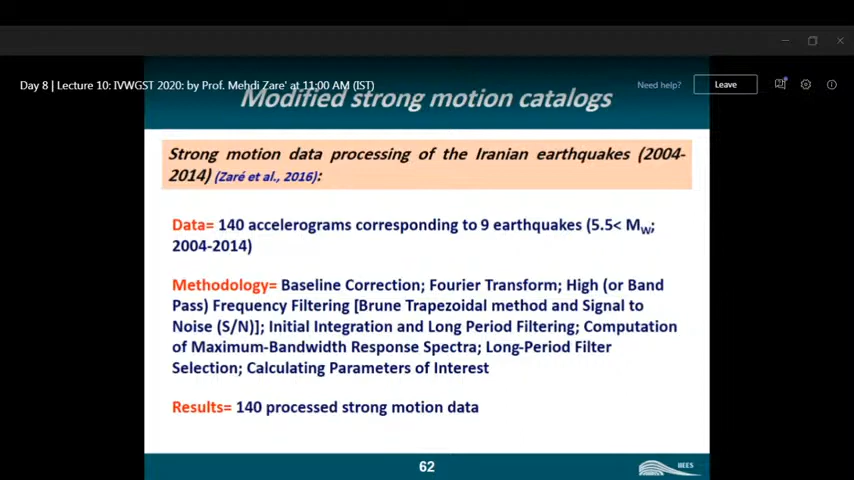 Day 8 | Lecture 10: IVWGST 2020: by Prof. Mehdi Zare' at 11:00 AM (IST)
Need help?
Leave
Modified strong motion catalogs
Strong motion data processing of the Iranian earthquakes (2004-
2014) (Zaré et al., 2016):
Data= 140 accelerograms corresponding to 9 earthquakes (5.5< MW;
2004-2014)
Methodology= Baseline Correction; Fourier Transform; High (or Band
Pass) Frequency Filtering [Brune Trapezoidal method and Signal to
Noise (S/N)]; Initial Integration and Long Period Filtering; Computation
of Maximum-Bandwidth Response Spectra; Long-Period Filter
Selection; Calculating Parameters of Interest
Results= 140 processed strong motion data
62
IIEES